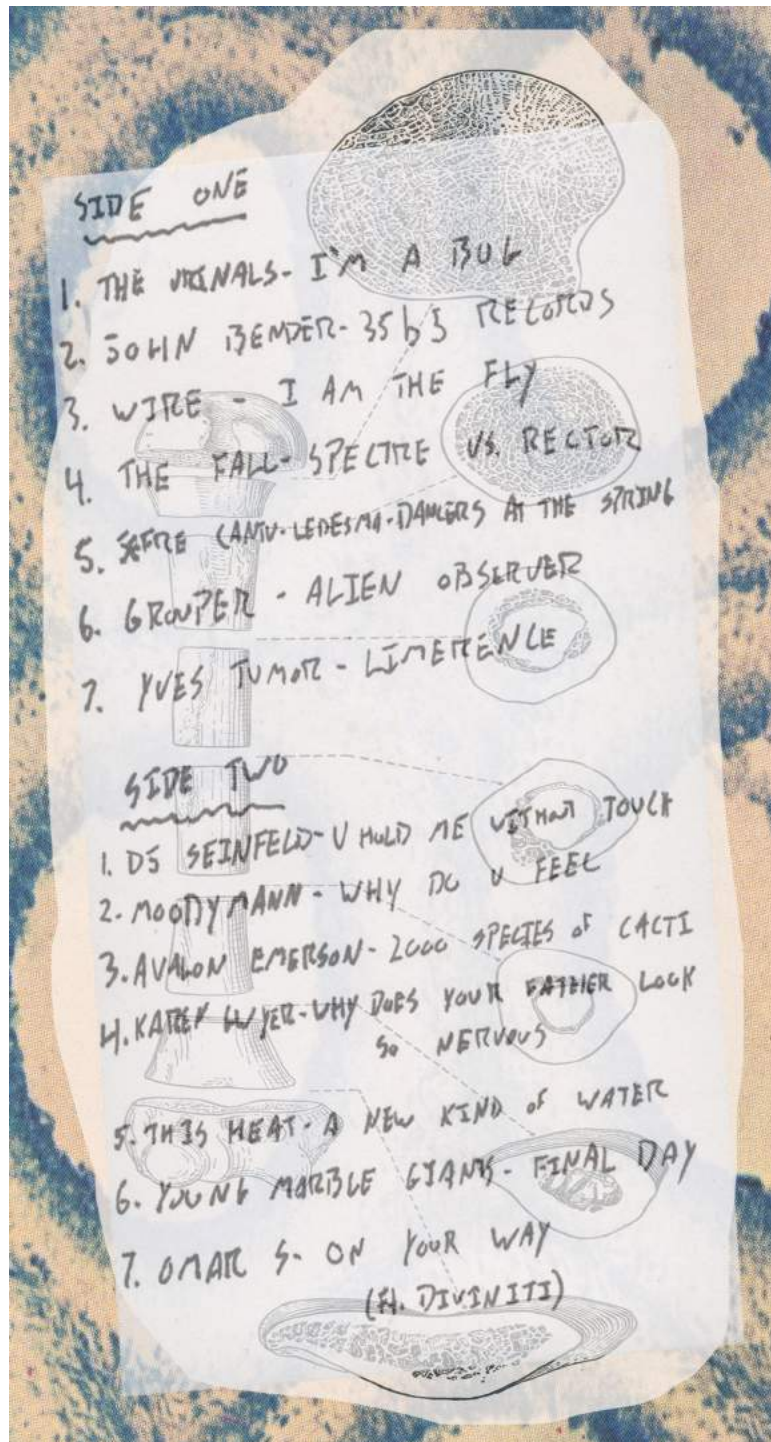 SIDE ONE
1. THE URINALS- I'M A BUG
2. JOHN BENDER- 35b3 RECORDS
3. WIRE - I AM THE FLY
4. THE FALL- SPECTRE VS. RECTOR
5. JEFRE CANTU-LEDESMA-DANCERS AT THE SPRING
6. GROUPER - ALIEN OBSERVER
7. YVES TUMOR - LIMERENCE
SIDE TWO
1. DJ SEINFELD-U HOLD ME WITHOUT TOUCH
2. MOODYMANN - WHY DO U FEEL
3. AVALON EMERSON- 2000 SPECIES OF CACTI
4. KAREN GWYER-WHY DOES YOUR FATHER LOOK
SO NERVOUS
5. THIS HEAT- A NEW KIND OF WATER
6. YOUNG MARBLE GIANTS- FINAL DAY
7. OMAR S- ON YOUR WAY
(Ft. DIVINITI)